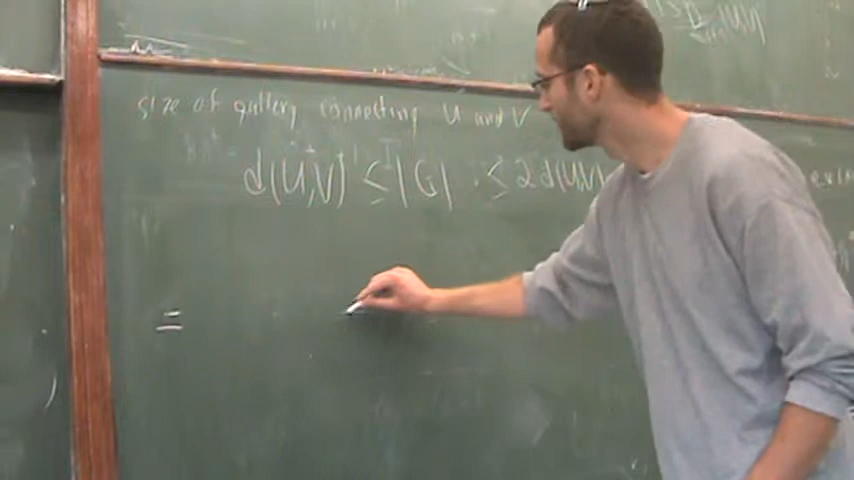 size of gallery connecting U and V
d(U,V) ≤ |G| ≤ 2d(U,V)
=